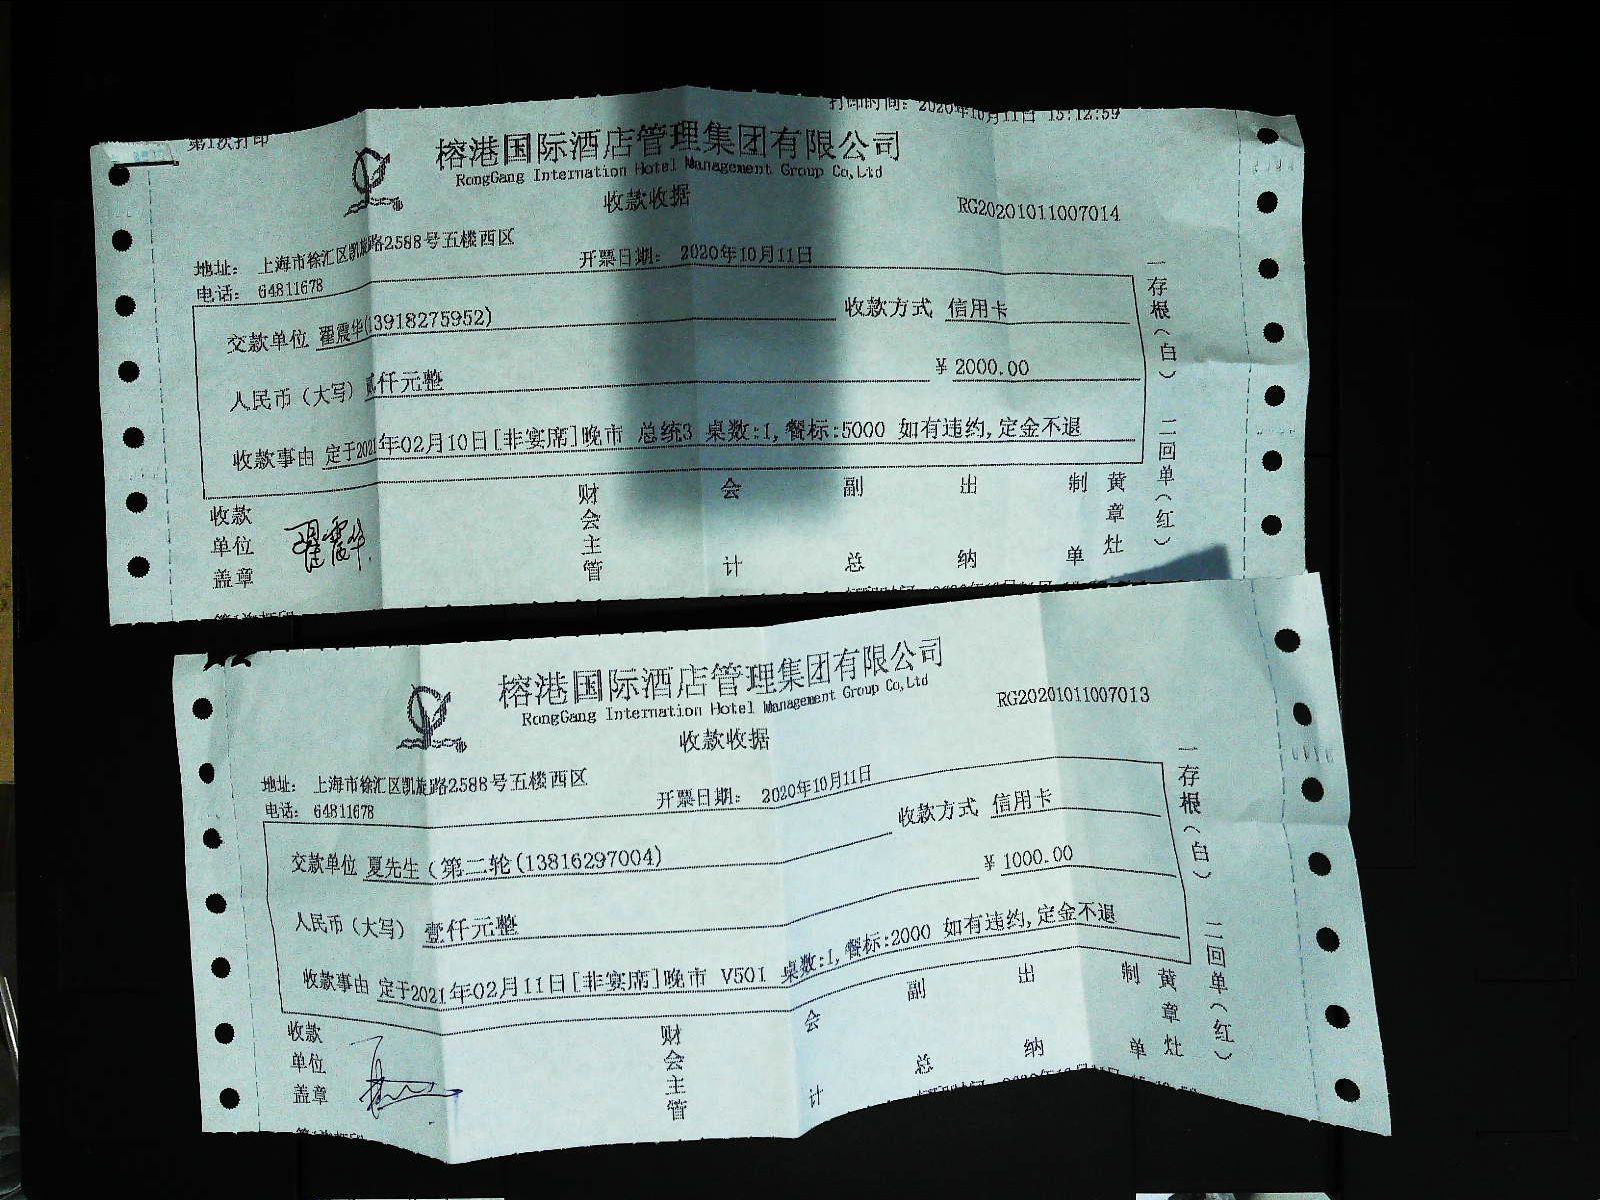 第1次打印
打印时间：2020年10月11日 15:12:59
榕港国际酒店管理集团有限公司
RongGang Internation Hotel Management Group Co,Ltd
收款收据
RG20201011007014
地址： 上海市徐汇区凯旋路2588号五楼西区
电话： 64811678
开票日期： 2020年10月11日
交款单位 翟震华(13918275952)
收款方式 信用卡
人民币（大写）贰仟元整
¥ 2000.00
收款事由 定于2021年02月10日[非宴席]晚市 总统3 桌数:1,餐标:5000 如有违约,定金不退
收款单位盖章
翟震华
财会主管
会计
副总
出纳
制单
黄章灶
一存根（白）
二回单（红）
榕港国际酒店管理集团有限公司
RongGang Internation Hotel Management Group Co,Ltd
收款收据
RG20201011007013
地址： 上海市徐汇区凯旋路2588号五楼西区
电话： 64811678
开票日期： 2020年10月11日
交款单位 夏先生（第二轮(13816297004)
收款方式 信用卡
人民币（大写） 壹仟元整
¥ 1000.00
收款事由 定于2021年02月11日[非宴席]晚市 V501 桌数:1,餐标:2000 如有违约,定金不退
收款单位盖章
财会主管
会计
副总
出纳
制单
黄章灶
一存根（白）
二回单（红）